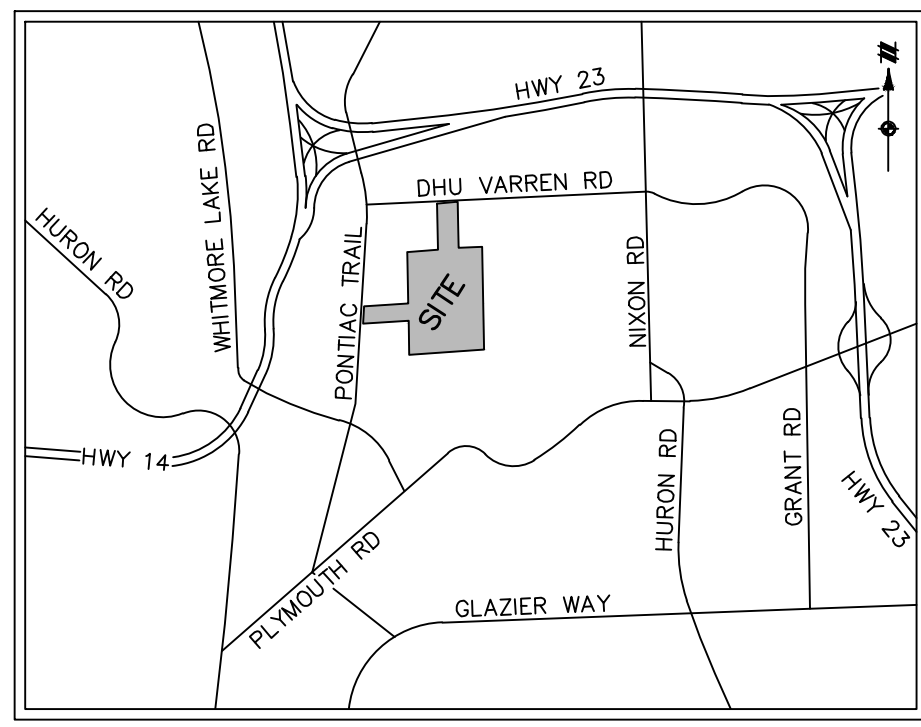 HWY 23
N
WHITMORE LAKE RD
DHU VARREN RD
HURON RD
PONTIAC TRAIL
SITE
NIXON RD
HWY 14
GRANT RD
HURON RD
HWY 23
PLYMOUTH RD
GLAZIER WAY